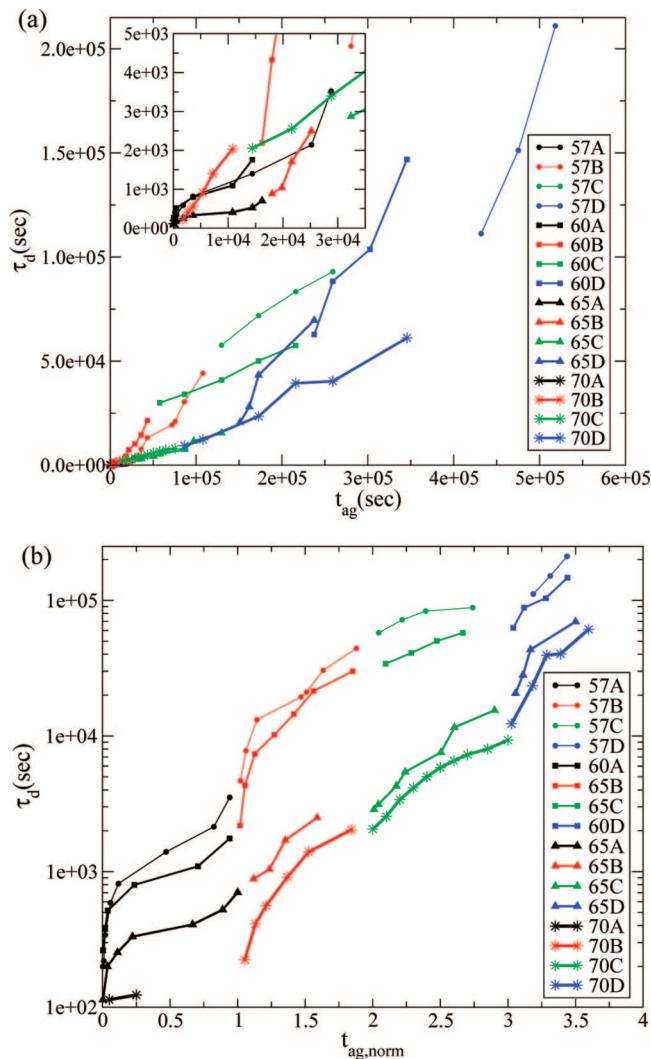 (a)
τd(sec)
2.0e+05
1.5e+05
1.0e+05
5.0e+04
0.0e+00
5e+03
4e+03
3e+03
2e+03
1e+03
0e+00
0e+00 1e+04 2e+04 3e+04
57A
57B
57C
57D
60A
60B
60C
60D
65A
65B
65C
65D
70A
70B
70C
70D
1e+05 2e+05 3e+05 4e+05 5e+05 6e+05
tag(sec)
(b)
τd(sec)
1e+05
1e+04
1e+03
1e+02
57A
57B
57C
57D
60A
65B
65C
60D
65A
65B
65C
65D
70A
70B
70C
70D
0 0.5 1 1.5 2 2.5 3 3.5 4
tag,norm